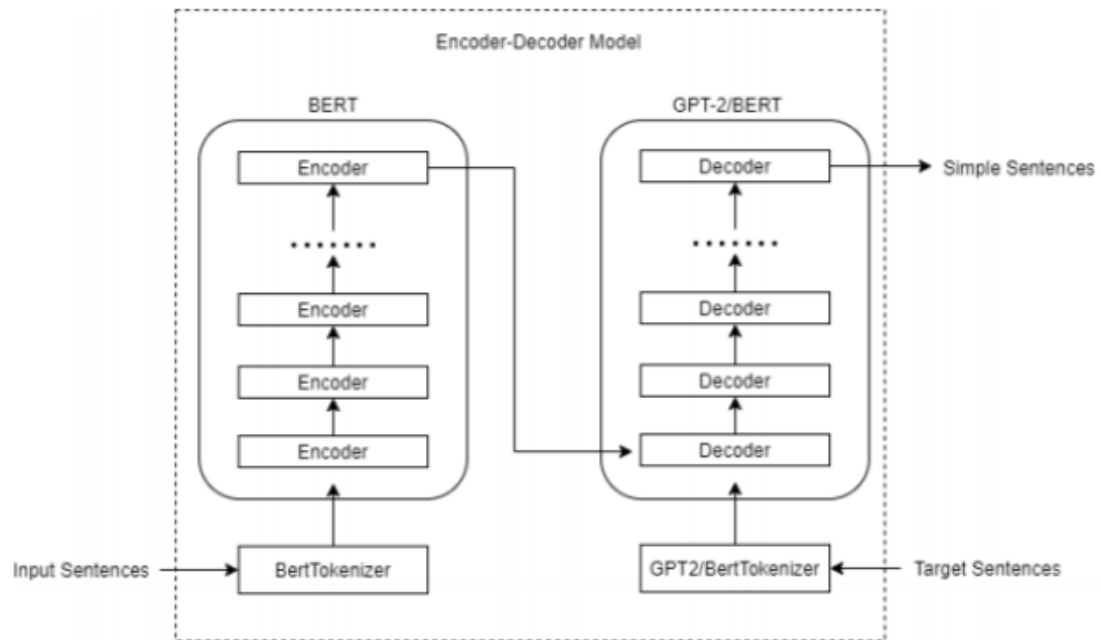 Encoder-Decoder Model
BERT
GPT-2/BERT
Encoder
Decoder
Simple Sentences
.......
.......
Encoder
Decoder
Encoder
Decoder
Encoder
Decoder
Input Sentences
BertTokenizer
GPT2/BertTokenizer
Target Sentences